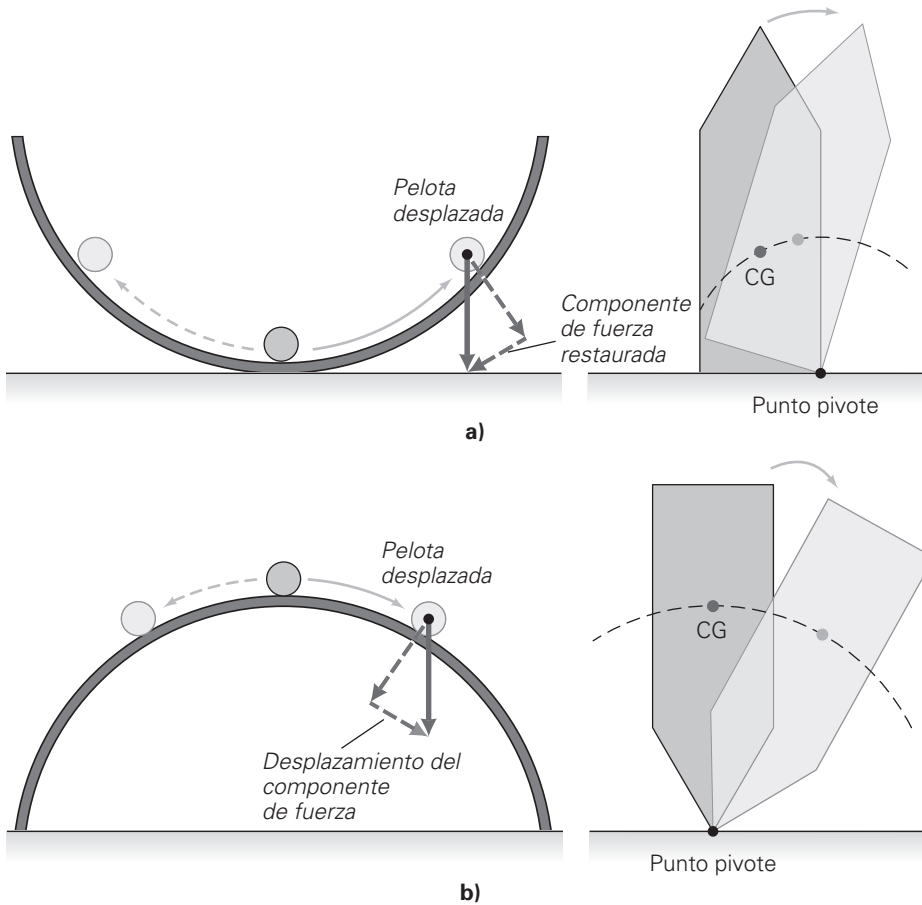 Pelota
desplazada
Componente
de fuerza
restaurada
CG
Punto pivote
a)
Pelota
desplazada
Desplazamiento del
componente
de fuerza
CG
Punto pivote
b)